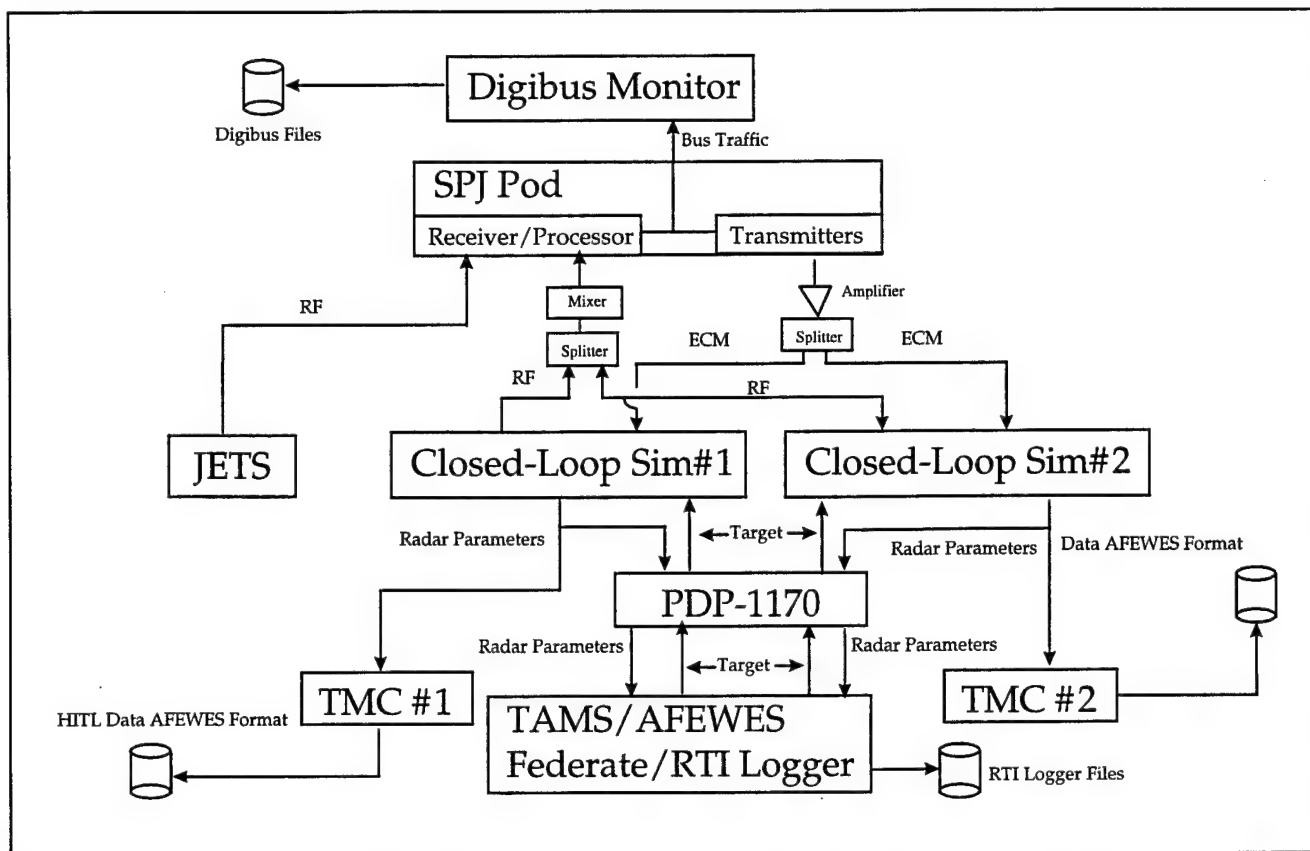 Digibus Monitor
Digibus Files
Bus Traffic
SPJ Pod
Receiver/Processor
Transmitters
RF
Mixer
Amplifier
Splitter
Splitter
ECM
ECM
RF
RF
JETS
Closed-Loop Sim#1
Closed-Loop Sim#2
Radar Parameters
Target
Radar Parameters
Data AFEWES Format
PDP-1170
Radar Parameters
Target
Radar Parameters
TMC #1
TMC #2
HITL Data AFEWES Format
TAMS/AFEWES
Federate/RTI Logger
RTI Logger Files